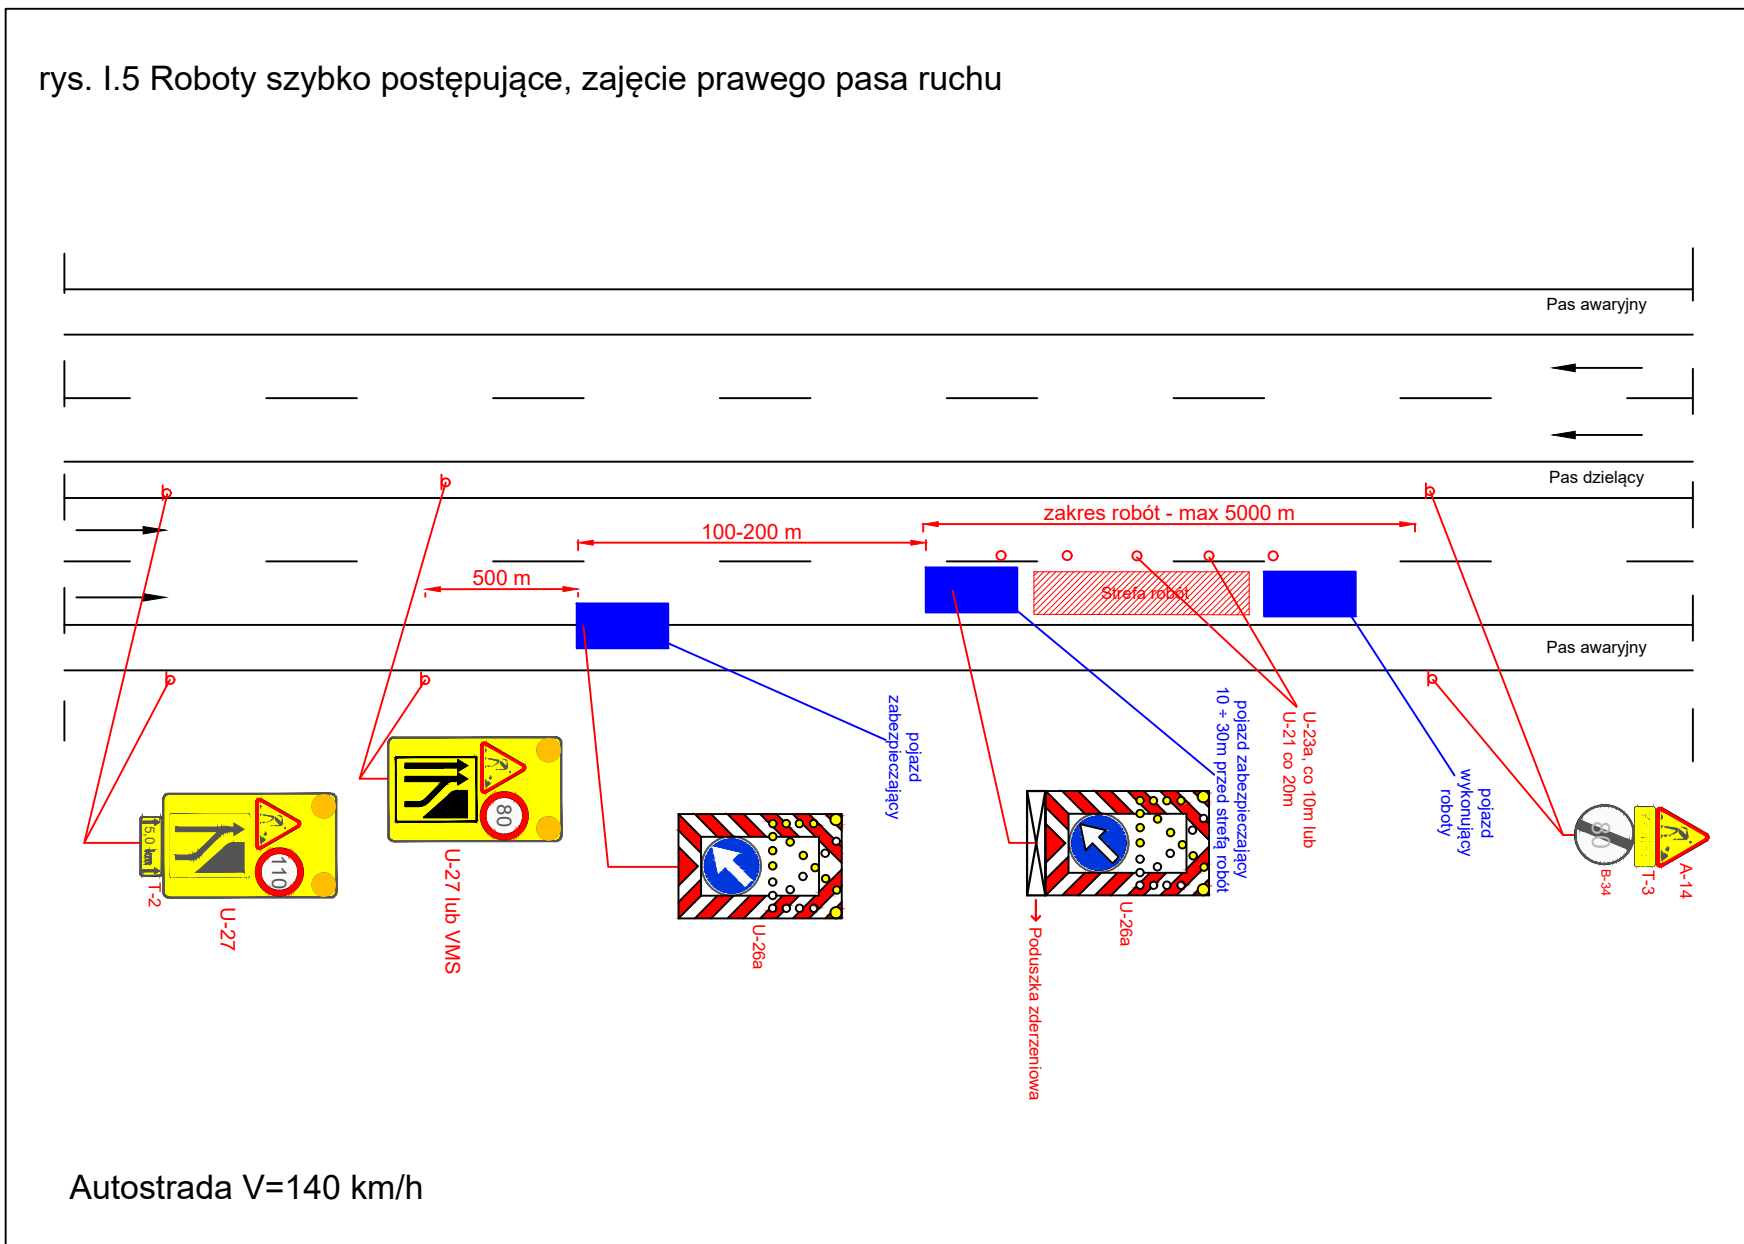 rys. I.5 Roboty szybko postępujące, zajęcie prawego pasa ruchu
Pas awaryjny
Pas dzielący
zakres robót - max 5000 m
100-200 m
500 m
Strefa robót
Pas awaryjny
pojazd
zabezpieczający
pojazd zabezpieczający
10 ÷ 30m przed strefą robót
U-23a, co 10m lub
U-21 co 20m
pojazd
wykonujący
roboty
5,0 km
T-2
110
U-27
80
U-27 lub VMS
U-26a
U-26a
Poduszka zderzeniowa
80
B-34
T-3
A-14
Autostrada V=140 km/h